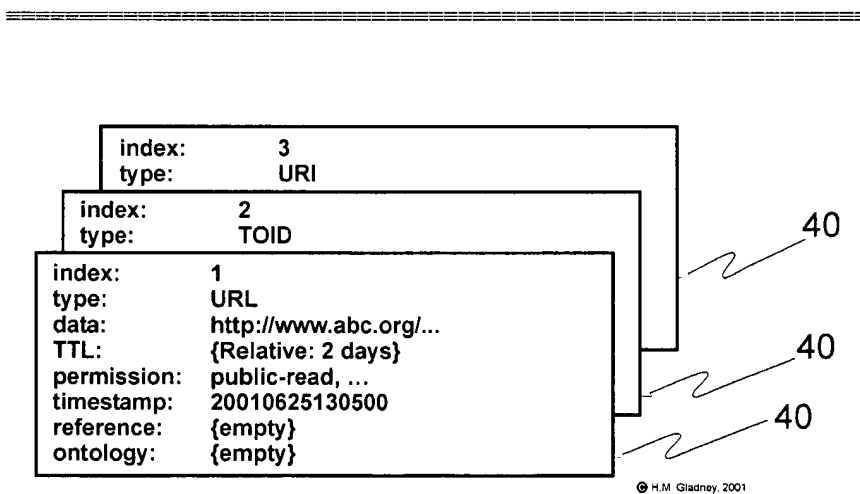 index: 3
type: URI
index: 2
type: TOID
index: 1
type: URL
data: http://www.abc.org/...
TTL: {Relative: 2 days}
permission: public-read, ...
timestamp: 20010625130500
reference: {empty}
ontology: {empty}
40
40
40
© H.M. Gladney, 2001